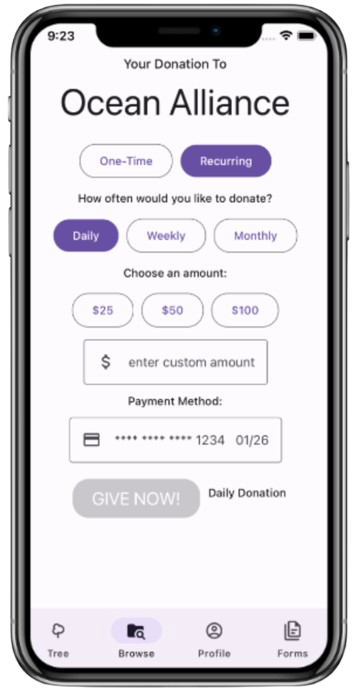 9:23
Your Donation To
Ocean Alliance
One-Time Recurring
How often would you like to donate?
Daily Weekly Monthly
Choose an amount:
$25 $50 $100
$ enter custom amount
Payment Method:
**** **** **** 1234 01/26
GIVE NOW! Daily Donation
Tree Browse Profile Forms